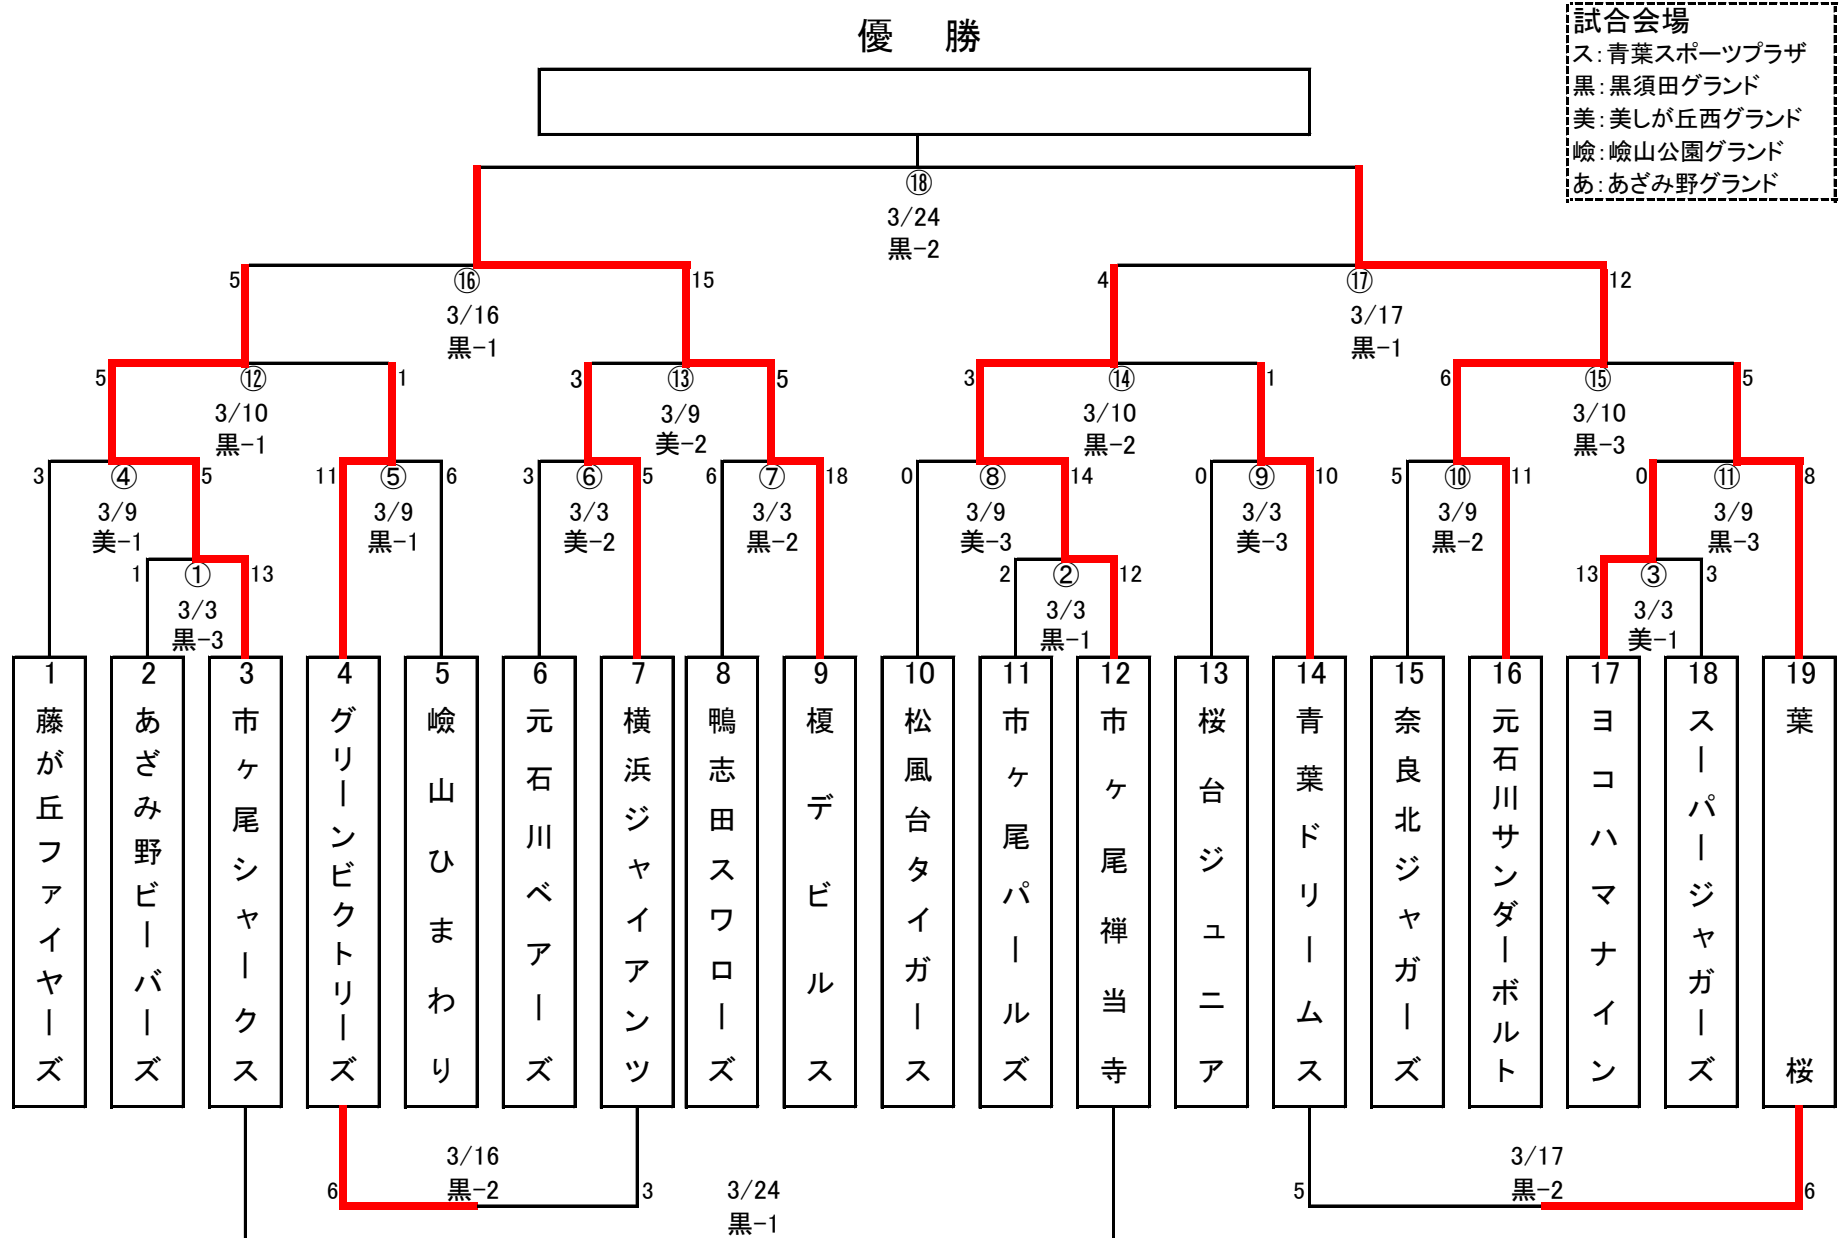 優 勝
試合会場
ス：青葉スポーツプラザ
黒：黒須田グランド
美：美しが丘西グランド
嶮：嶮山公園グランド
あ：あざみ野グランド
⑱
3/24
黒-2
5 ⑯ 15
3/16
黒-1
4 ⑰ 12
3/17
黒-1
5 ⑫ 1
3/10
黒-1
3 ⑬ 5
3/9
美-2
3 ⑭ 1
3/10
黒-2
6 ⑮ 5
3/10
黒-3
3 ④ 5
3/9
美-1
11 ⑤ 6
3/9
黒-1
3 ⑥ 5
3/3
美-2
6 ⑦ 18
3/3
黒-2
0 ⑧ 14
3/9
美-3
0 ⑨ 10
3/3
美-3
5 ⑩ 11
3/9
黒-2
0 ⑪ 8
3/9
黒-3
1 ① 13
3/3
黒-3
2 ② 12
3/3
黒-1
13 ③ 3
3/3
美-1
1 藤が丘ファイヤーズ
2 あざみ野ビーバーズ
3 市ヶ尾シャークス
4 グリーンビクトリーズ
5 嶮山ひまわり
6 元石川ベアーズ
7 横浜ジャイアンツ
8 鴨志田スワローズ
9 榎デビルス
10 松風台タイガース
11 市ヶ尾パールズ
12 市ヶ尾禅当寺
13 桜台ジュニア
14 青葉ドリームス
15 奈良北ジャガーズ
16 元石川サンダーボルト
17 ヨコハマナイン
18 スーパージャガーズ
19 葉桜
3/16
6 黒-2 3
3/24
黒-1
3/17
5 黒-2 6